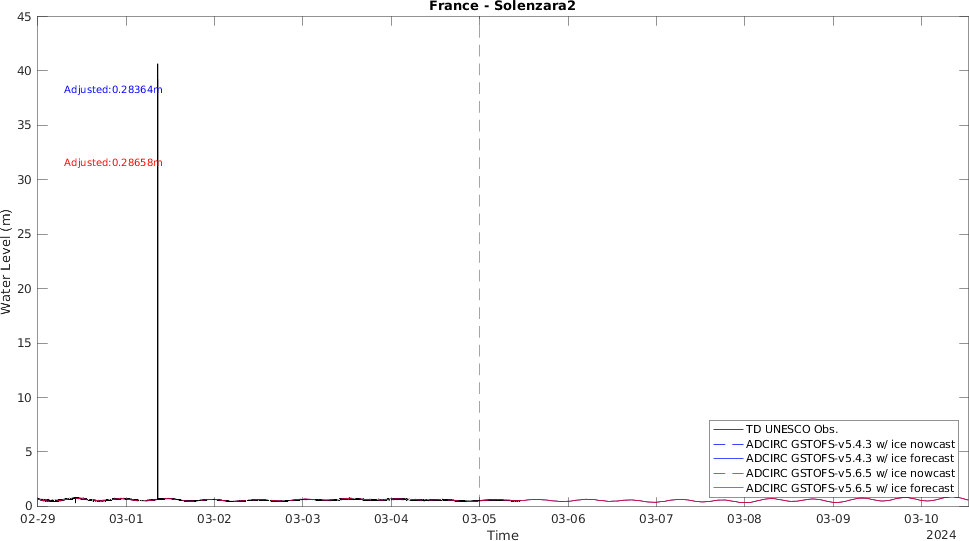 France - Solenzara2
45
40
35
30
25
20
15
10
5
0
Water Level (m)
Adjusted:0.28364m
Adjusted:0.28658m
TD UNESCO Obs.
ADCIRC GSTOFS-v5.4.3 w/ ice nowcast
ADCIRC GSTOFS-v5.4.3 w/ ice forecast
ADCIRC GSTOFS-v5.6.5 w/ ice nowcast
ADCIRC GSTOFS-v5.6.5 w/ ice forecast
02-29 03-01 03-02 03-03 03-04 03-05 03-06 03-07 03-08 03-09 03-10
Time
2024